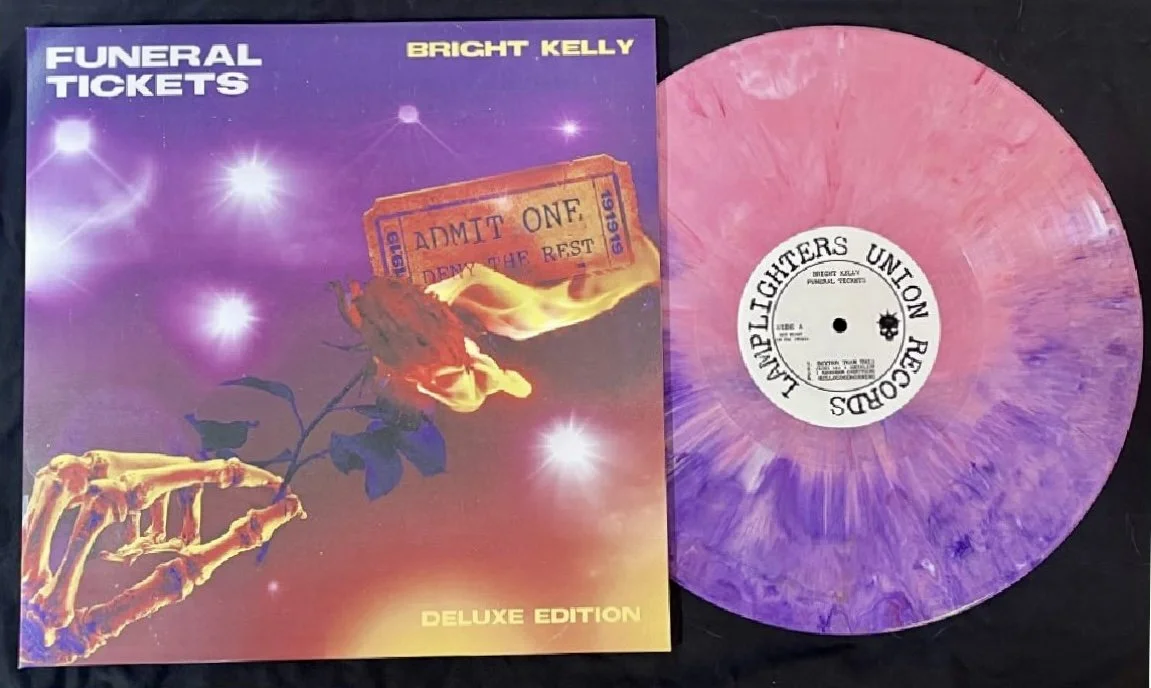 FUNERAL
TICKETS
BRIGHT KELLY
191919
ADMIT ONE
DENY THE REST
191919
DELUXE EDITION
LAMPLIGHTERS UNION RECORDS
BRIGHT KELLY
FUNERAL TICKETS
SIDE A